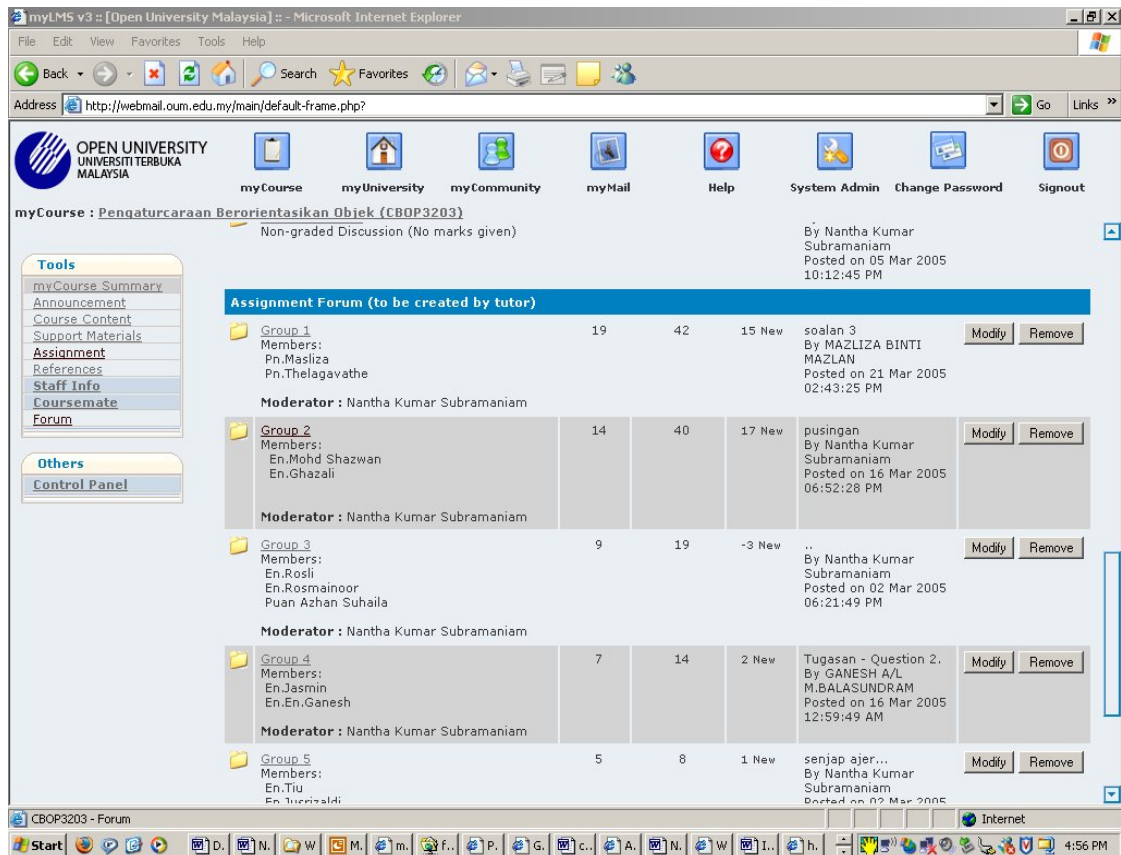 myLMS v3 :: [Open University Malaysia] :: - Microsoft Internet Explorer
File Edit View Favorites Tools Help
Back Search Favorites
Address http://webmail.oum.edu.my/main/default-frame.php? Go Links »
OPEN UNIVERSITY
UNIVERSITI TERBUKA
MALAYSIA
myCourse myUniversity myCommunity myMail Help System Admin Change Password Signout
myCourse : Pengaturcaraan Berorientasikan Objek (CBOP3203)
Tools
myCourse Summary
Announcement
Course Content
Support Materials
Assignment
References
Staff Info
Coursemate
Forum
Others
Control Panel
Non-graded Discussion (No marks given)
By Nantha Kumar
Subramaniam
Posted on 05 Mar 2005
10:12:45 PM
Assignment Forum (to be created by tutor)
Group 1 19 42 15 New
Members:
Pn.Masliza
Pn.Thelagavathe
Moderator : Nantha Kumar Subramaniam
soalan 3
By MAZLIZA BINTI
MAZLAN
Posted on 21 Mar 2005
02:43:25 PM
Modify Remove
Group 2 14 40 17 New
Members:
En.Mohd Shazwan
En.Ghazali
Moderator : Nantha Kumar Subramaniam
pusingan
By Nantha Kumar
Subramaniam
Posted on 16 Mar 2005
06:52:28 PM
Modify Remove
Group 3 9 19 -3 New
Members:
En.Rosli
En.Rosmainoor
Puan Azhan Suhaila
Moderator : Nantha Kumar Subramaniam
..
By Nantha Kumar
Subramaniam
Posted on 02 Mar 2005
06:21:49 PM
Modify Remove
Group 4 7 14 2 New
Members:
En.Jasmin
En.En.Ganesh
Moderator : Nantha Kumar Subramaniam
Tugasan - Question 2.
By GANESH A/L
M.BALASUNDRAM
Posted on 16 Mar 2005
12:59:49 AM
Modify Remove
Group 5 5 8 1 New
Members:
En.Tiu
En.Jusrizaldi
senjap ajer...
By Nantha Kumar
Subramaniam
Posted on 02 Mar 2005
Modify Remove
CBOP3203 - Forum Internet
Start D. N. W M. m. f.. P. G. c.. A. N. W I.. h. 4:56 PM